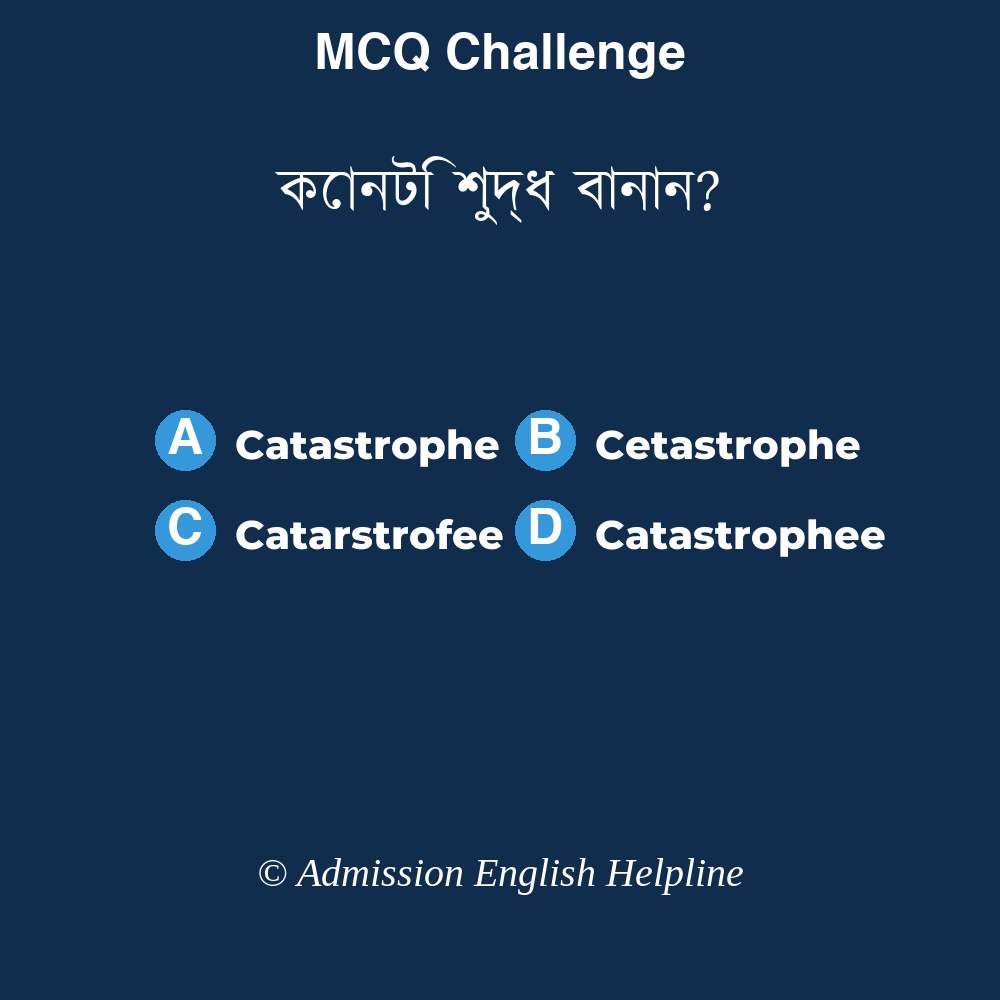 MCQ Challenge
কোনটি শুদ্ধ বানান?
A Catastrophe B Cetastrophe
C Catarstrofee D Catastrophee
© Admission English Helpline